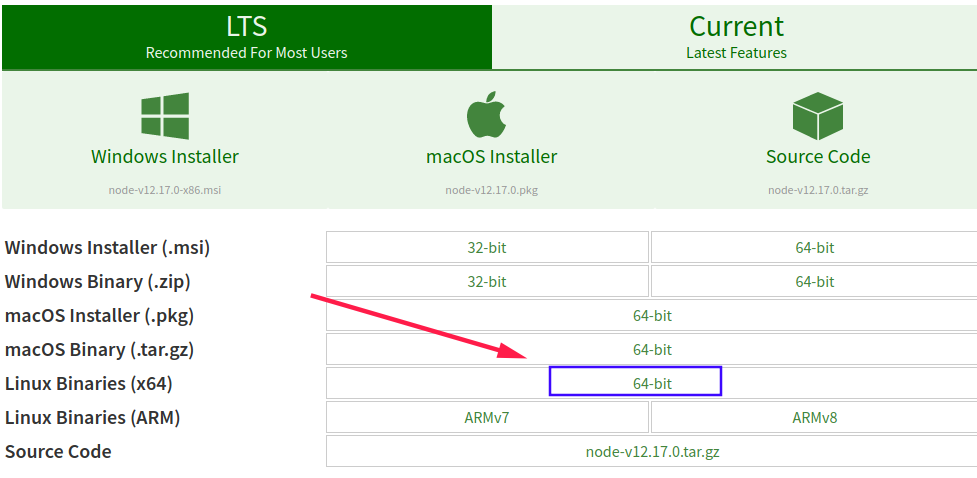 LTS
Recommended For Most Users
Current
Latest Features
Windows Installer
node-v12.17.0-x86.msi
macOS Installer
node-v12.17.0.pkg
Source Code
node-v12.17.0.tar.gz
Windows Installer (.msi) 32-bit 64-bit
Windows Binary (.zip) 32-bit 64-bit
macOS Installer (.pkg) 64-bit
macOS Binary (.tar.gz) 64-bit
Linux Binaries (x64) 64-bit
Linux Binaries (ARM) ARMv7 ARMv8
Source Code node-v12.17.0.tar.gz